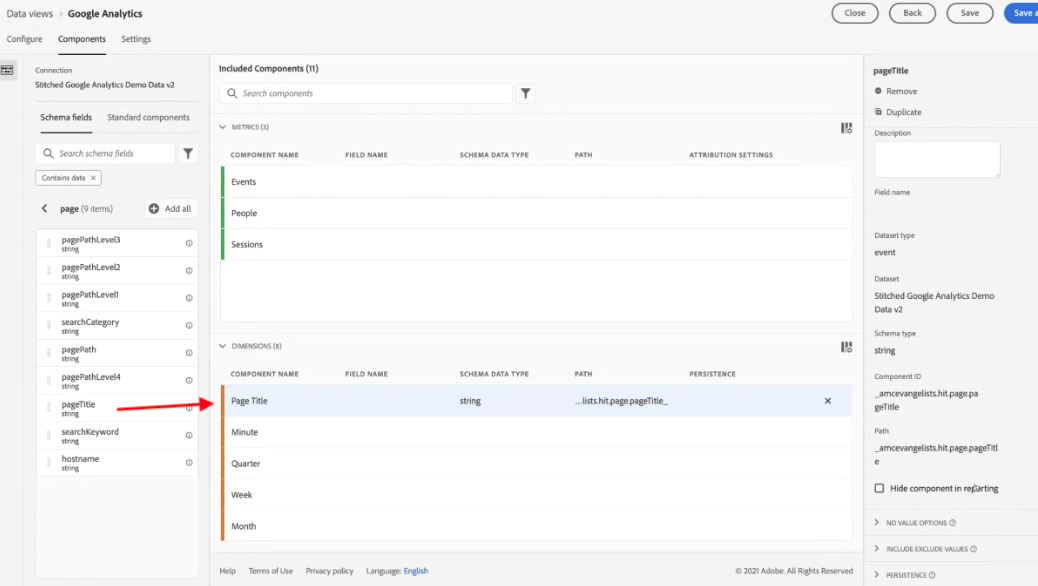 Data views > Google Analytics
Close
Back
Save
Save a
Configure
Components
Settings
Connection
Stitched Google Analytics Demo Data v2
Schema fields
Standard components
Search schema fields
Contains data ×
page (9 items)
Add all
pagePathLevel3
string
pagePathLevel2
string
pagePathLevel1
string
searchCategory
string
pagePath
string
pagePathLevel4
string
pageTitle
string
searchKeyword
string
hostname
string
Included Components (11)
Search components
METRICS (3)
COMPONENT NAME FIELD NAME SCHEMA DATA TYPE PATH ATTRIBUTION SETTINGS
Events
People
Sessions
DIMENSIONS (8)
COMPONENT NAME FIELD NAME SCHEMA DATA TYPE PATH PERSISTENCE
Page Title string ...lists.hit.page.pageTitle_
Minute
Quarter
Week
Month
Help Terms of Use Privacy policy Language: English © 2021 Adobe. All Rights Reserved
pageTitle
Remove
Duplicate
Description
Field name
Dataset type
event
Dataset
Stitched Google Analytics Demo
Data v2
Schema type
string
Component ID
_amcevangelists.hit.page.pa
geTitle
Path
_amcevangelists.hit.page.pageTitl
e
Hide component in reporting
NO VALUE OPTIONS
INCLUDE EXCLUDE VALUES
PERSISTENCE